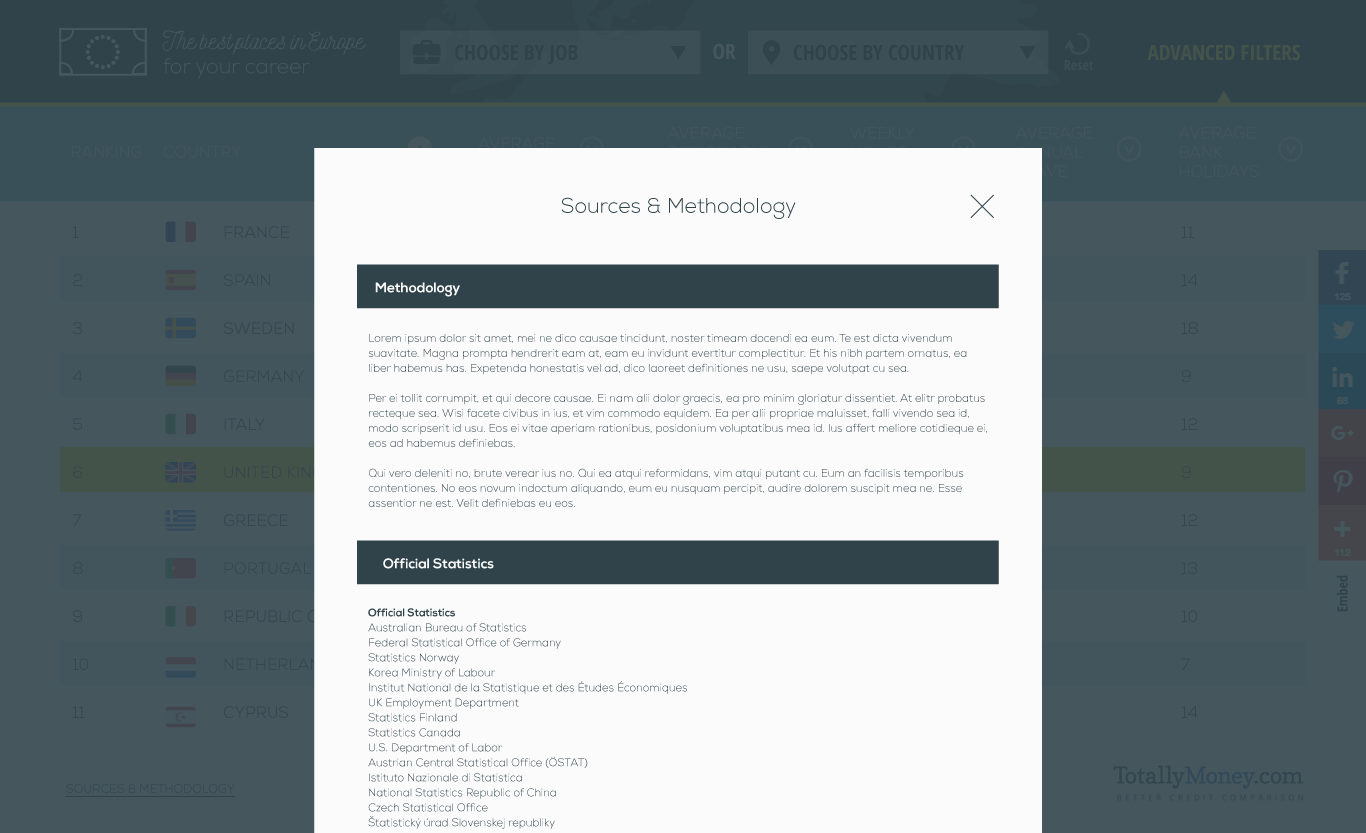 The best places in Europe
for your career
CHOOSE BY JOB
OR
CHOOSE BY COUNTRY
Reset
ADVANCED FILTERS
RANKING
COUNTRY
AVERAGE
AVERAGE
WEEKLY
AVERAGE
AVERAGE
BANK
HOLIDAYS
Sources & Methodology
Methodology
Lorem ipsum dolor sit amet, mei ne dico causae tincidunt, noster timeam docendi ea eum. Te est dicta vivendum
suavitate. Magna prompta hendrerit eam at, eam eu invidunt evertitur complectitur. Et his nibh partem ornatus, ea
liber habemus has. Expetenda honestatis vel ad, dico laoreet definitiones ne usu, saepe volutpat cu sea.
Per ei tollit corrumpit, et qui decore causae. Ei nam alii dolor graecis, ea pro minim gloriatur dissentiet. At elitr probatus
recteque sea. Wisi facete civibus in ius, et vim commodo equidem. Ea per alii propriae maluisset, falli vivendo sea id,
modo scripserit id usu. Eos ei vitae aperiam rationibus, posidonium voluptatibus mea id. Ius affert meliore cotidieque ei,
eos ad habemus definiebas.
Qui vero deleniti no, brute verear ius no. Qui ea atqui reformidans, vim atqui putant cu. Eum an facilisis temporibus
contentiones. No eos novum indoctum aliquando, eum eu nusquam percipit, audire dolorem suscipit mea ne. Esse
assentior ne est. Velit definiebas eu eos.
Official Statistics
Official Statistics
Australian Bureau of Statistics
Federal Statistical Office of Germany
Statistics Norway
Korea Ministry of Labour
Institut National de la Statistique et des Études Économiques
UK Employment Department
Statistics Finland
Statistics Canada
U.S. Department of Labor
Austrian Central Statistical Office (ÖSTAT)
Istituto Nazionale di Statistica
National Statistics Republic of China
Czech Statistical Office
Štatistický úrad Slovenskej republiky
1 FRANCE 11
2 SPAIN 14
3 SWEDEN 18
4 GERMANY 9
5 ITALY 12
6 UNITED KIN 9
7 GREECE 12
8 PORTUGAL 13
9 REPUBLIC 10
10 NETHERLAN 7
11 CYPRUS 14
125
68
112
Embed
SOURCES & METHODOLOGY
TotallyMoney.com
BETTER CREDIT COMPARISON